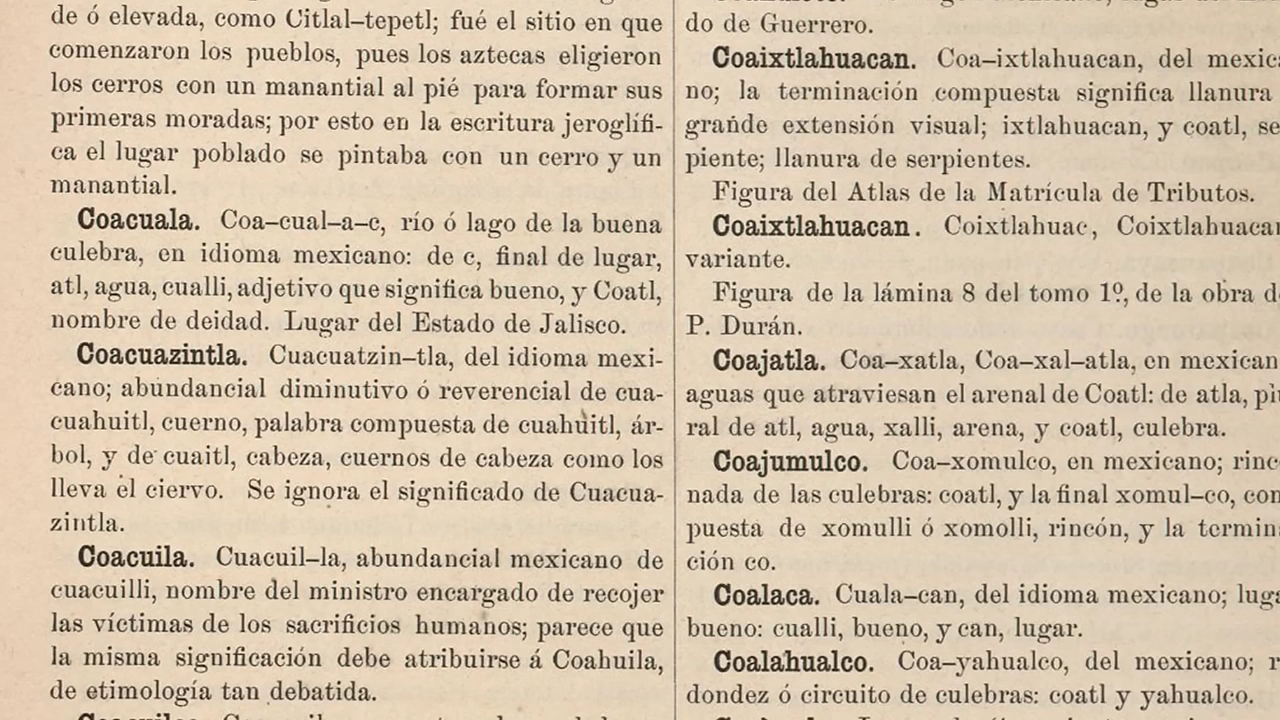 de ó elevada, como Citlal–tepetl; fué el sitio en que
comenzaron los pueblos, pues los aztecas eligieron
los cerros con un manantial al pié para formar sus
primeras moradas; por esto en la escritura jeroglífi-
ca el lugar poblado se pintaba con un cerro y un
manantial.
Coacuala. Coa–cual–a–c, río ó lago de la buena
culebra, en idioma mexicano: de c, final de lugar,
atl, agua, cualli, adjetivo que significa bueno, y Coatl,
nombre de deidad. Lugar del Estado de Jalisco.
Coacuazintla. Cuacuatzin–tla, del idioma mexi-
cano; abundancial diminutivo ó reverencial de cua-
cuahuitl, cuerno, palabra compuesta de cuahuitl, ár-
bol, y de cuaitl, cabeza, cuernos de cabeza como los
lleva el ciervo. Se ignora el significado de Cuacua-
zintla.
Coacuila. Cuacuil–la, abundancial mexicano de
cuacuilli, nombre del ministro encargado de recojer
las víctimas de los sacrificios humanos; parece que
la misma significación debe atribuirse á Coahuila,
de etimología tan debatida.
do de Guerrero.
Coaixtlahuacan. Coa–ixtlahuacan, del mexica
no; la terminación compuesta significa llanura
grande extensión visual; ixtlahuacan, y coatl, se
piente; llanura de serpientes.
Figura del Atlas de la Matrícula de Tributos.
Coaixtlahuacan. Coixtlahuac, Coixtlahuacan
variante.
Figura de la lámina 8 del tomo 1º, de la obra de
P. Durán.
Coajatla. Coa–xatla, Coa–xal–atla, en mexican
aguas que atraviesan el arenal de Coatl: de atla, plu
ral de atl, agua, xalli, arena, y coatl, culebra.
Coajumulco. Coa–xomulco, en mexicano; rinco
nada de las culebras: coatl, y la final xomul–co, com
puesta de xomulli ó xomolli, rincón, y la termina
ción co.
Coalaca. Cuala–can, del idioma mexicano; luga
bueno: cualli, bueno, y can, lugar.
Coalahualco. Coa–yahualco, del mexicano; r
dondez ó circuito de culebras: coatl y yahualco.